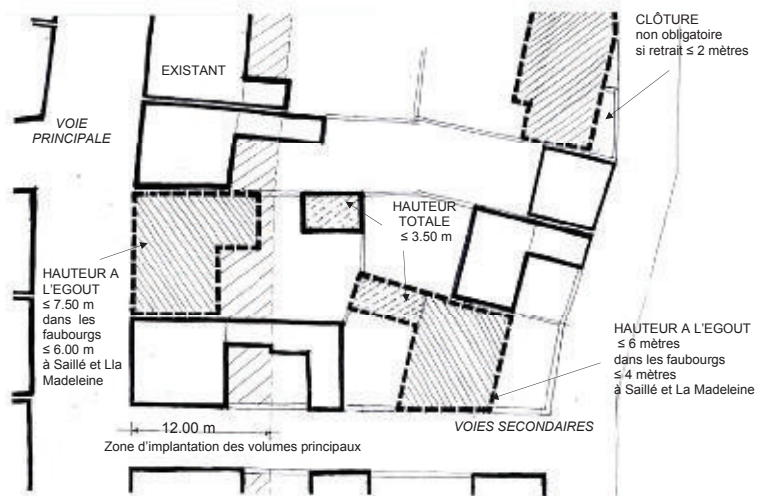 CLÔTURE
non obligatoire
si retrait ≤ 2 mètres
EXISTANT
VOIE
PRINCIPALE
HAUTEUR
TOTALE
≤ 3.50 m
HAUTEUR A
L'EGOUT
≤ 7.50 m
dans les
faubourgs
≤ 6.00 m
à Saillé et Lla
Madeleine
HAUTEUR A L'EGOUT
≤ 6 mètres
dans les faubourgs
≤ 4 mètres
à Saillé et La Madeleine
12.00 m
VOIES SECONDAIRES
Zone d'implantation des volumes principaux